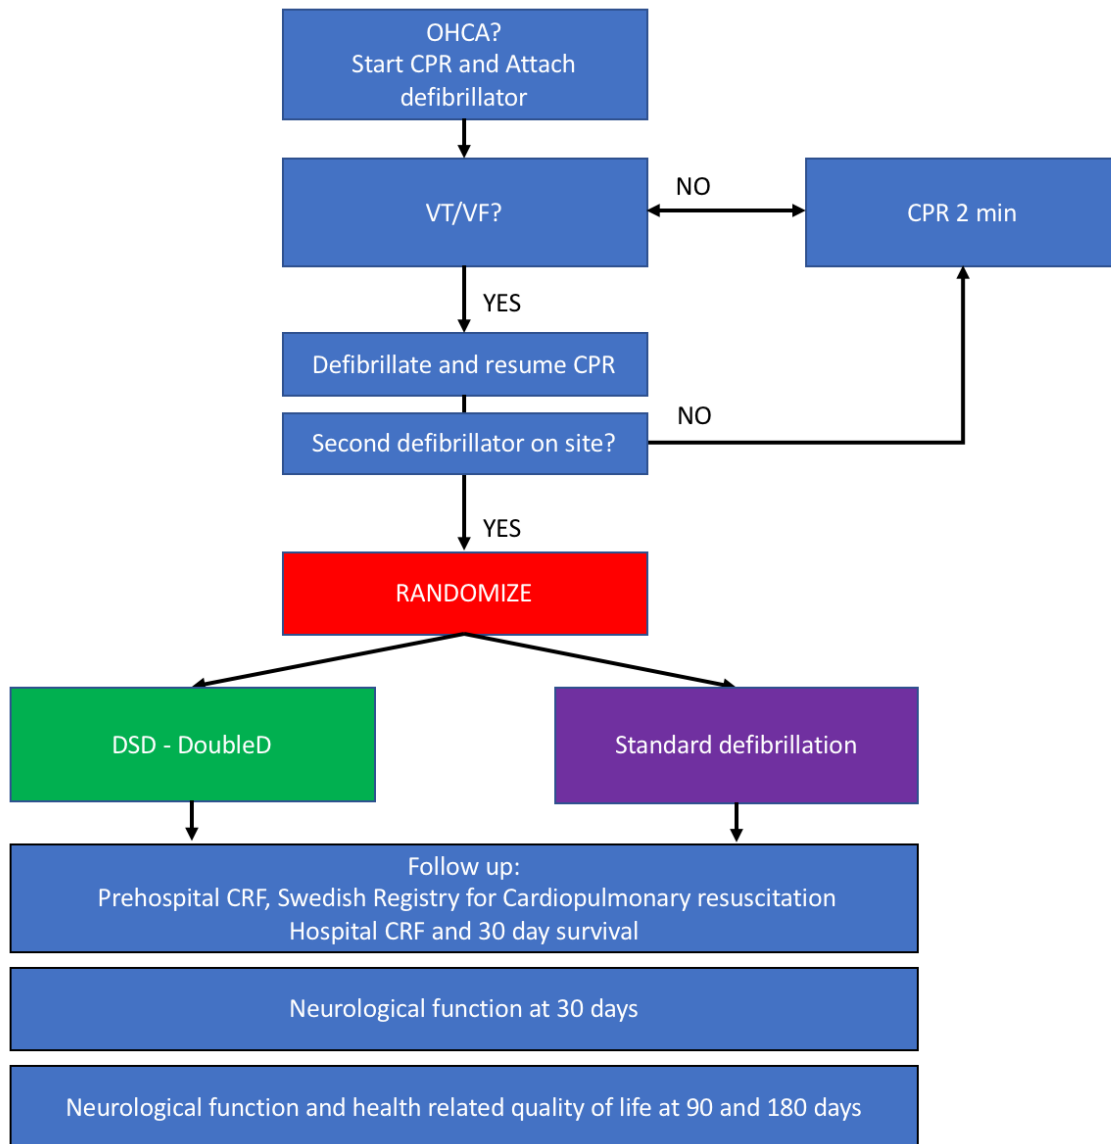 OHCA?
Start CPR and Attach
defibrillator
VT/VF?
NO
CPR 2 min
YES
Defibrillate and resume CPR
Second defibrillator on site?
NO
YES
RANDOMIZE
DSD - DoubleD
Standard defibrillation
Follow up:
Prehospital CRF, Swedish Registry for Cardiopulmonary resuscitation
Hospital CRF and 30 day survival
Neurological function at 30 days
Neurological function and health related quality of life at 90 and 180 days